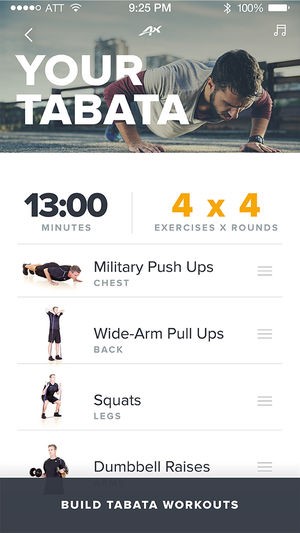 ATT 9:25 PM 100%
AX
YOUR
TABATA
13:00 4 x 4
MINUTES EXERCISES X ROUNDS
Military Push Ups
CHEST
Wide-Arm Pull Ups
BACK
Squats
LEGS
Dumbbell Raises
BUILD TABATA WORKOUTS